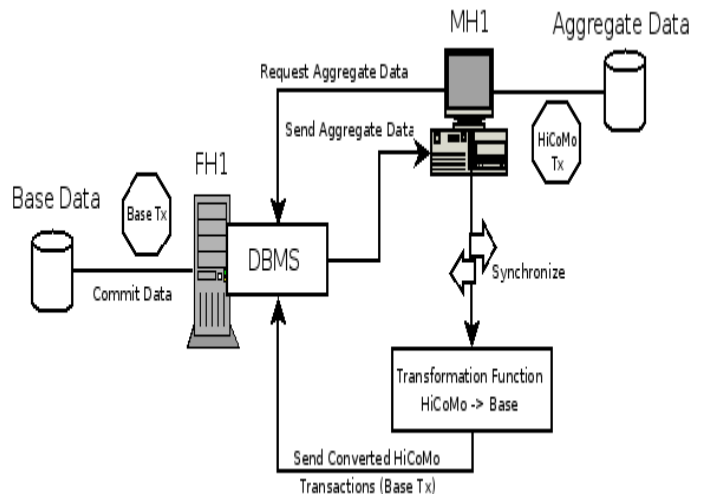 MH1
Aggregate Data
Request Aggregate Data
Send Aggregate Data
HiCoMo
Tx
FH1
Base Data
Base Tx
DBMS
Commit Data
Synchronize
Transformation Function
HiCoMo -> Base
Send Converted HiCoMo
Transactions (Base Tx)